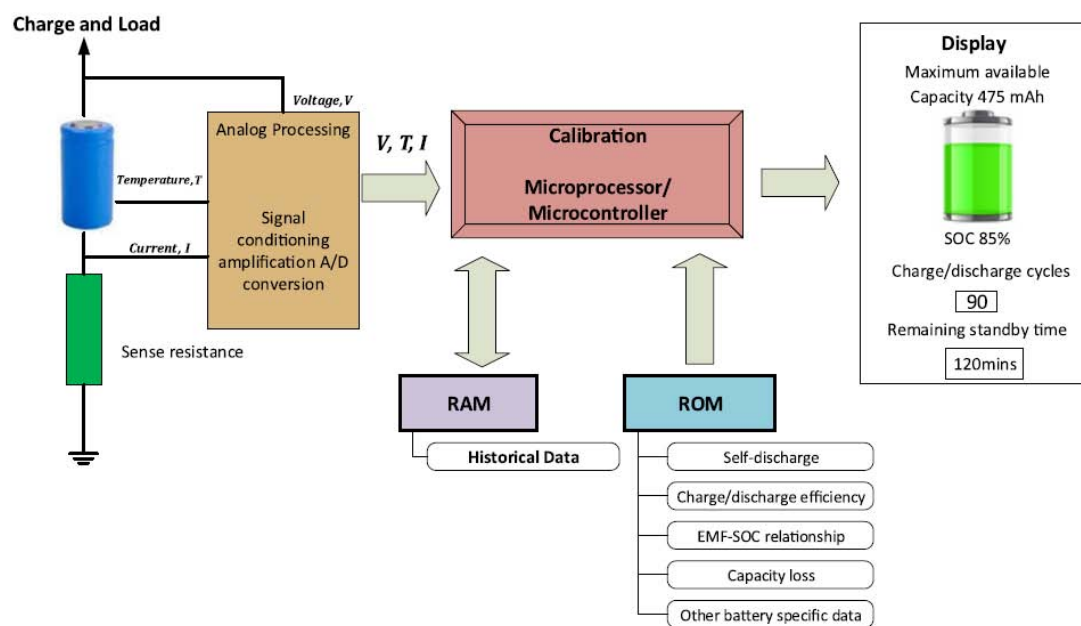 Charge and Load
Voltage, V
Analog Processing
Temperature, T
Signal
conditioning
amplification A/D
conversion
Current, I
Sense resistance
V, T, I
Calibration
Microprocessor/
Microcontroller
RAM
Historical Data
ROM
Self-discharge
Charge/discharge efficiency
EMF-SOC relationship
Capacity loss
Other battery specific data
Display
Maximum available
Capacity 475 mAh
SOC 85%
Charge/discharge cycles
90
Remaining standby time
120mins